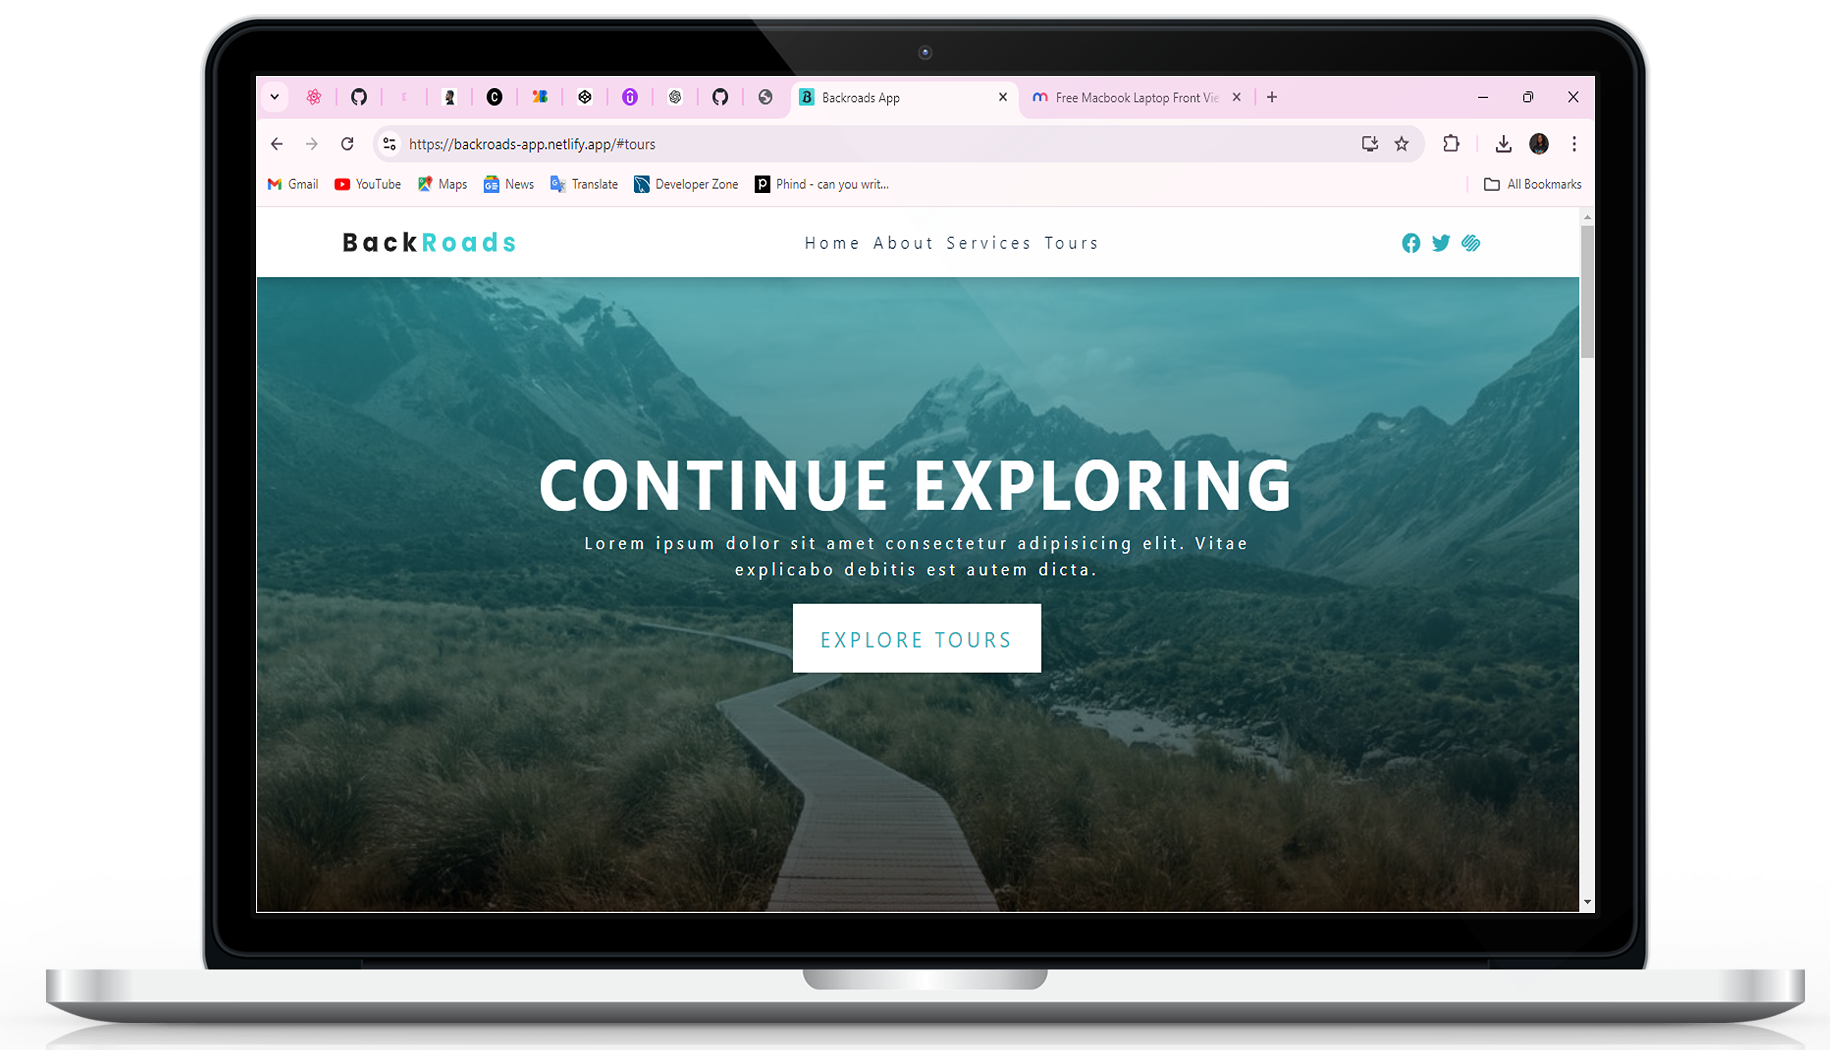 Backroads App
Free Macbook Laptop Front Vie
https://backroads-app.netlify.app/#tours
Gmail YouTube Maps News Translate Developer Zone Phind - can you writ... All Bookmarks
BackRoads
Home About Services Tours
CONTINUE EXPLORING
Lorem ipsum dolor sit amet consectetur adipisicing elit. Vitae
explicabo debitis est autem dicta.
EXPLORE TOURS